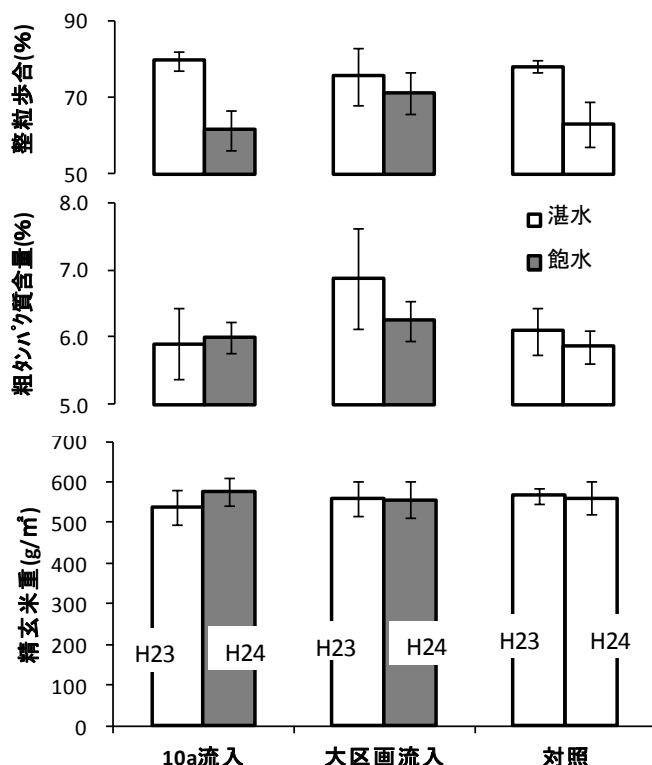 整粒歩合(%)
90
70
50
粗タンパク質含量(%)
8.0
7.0
6.0
5.0
湛水
飽水
精玄米重(g/㎡)
700
600
500
400
300
200
100
0
H23
H24
H23
H24
H23
H24
10a流入
大区画流入
対照